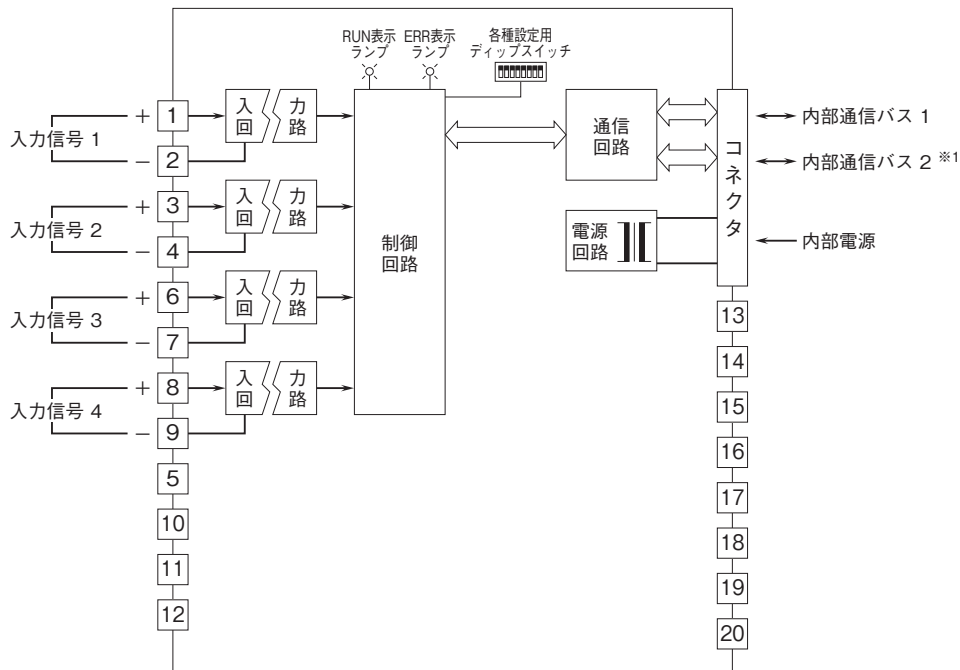 RUN表示
ランプ
ERR表示
ランプ
各種設定用
ディップスイッチ
入力信号 1
+ 1
− 2
入力
回路
入力信号 2
+ 3
− 4
入力
回路
入力信号 3
+ 6
− 7
入力
回路
入力信号 4
+ 8
− 9
入力
回路
5
10
11
12
制御
回路
通信
回路
電源
回路
コネクタ
内部通信バス 1
内部通信バス 2 ※1
内部電源
13
14
15
16
17
18
19
20